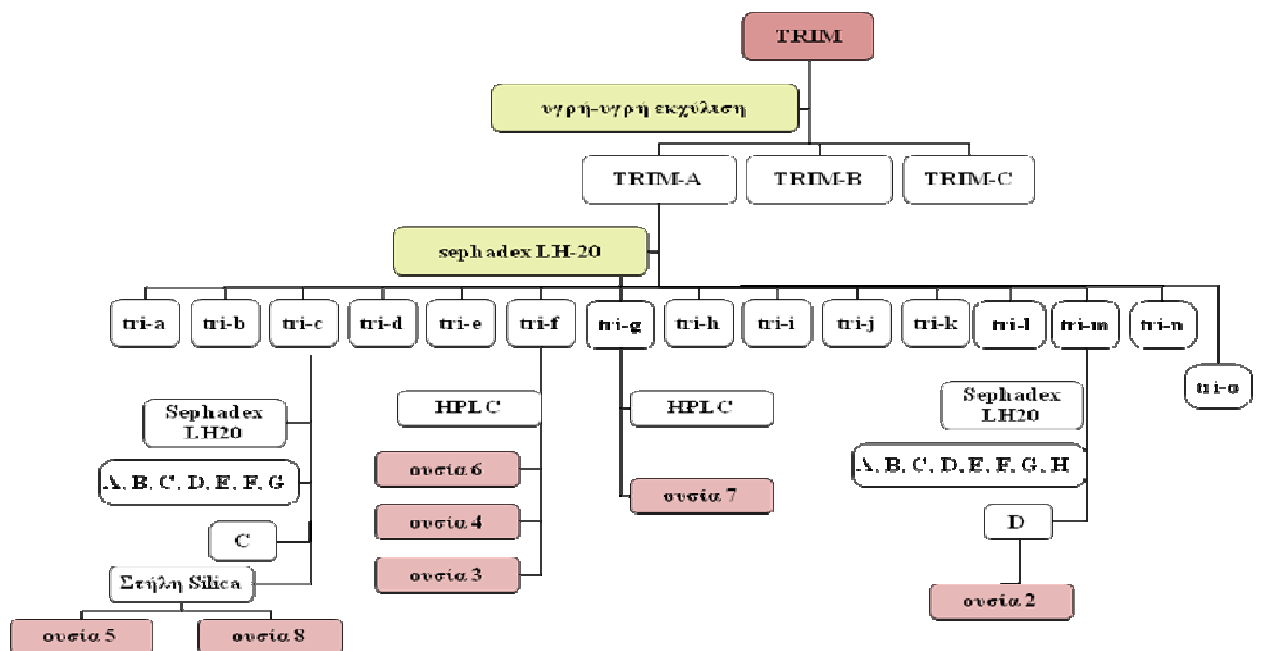 TRIM
υγρή-υγρή εκχύλιση
TRIM-A
TRIM-B
TRIM-C
sephadex LH-20
tri-a
tri-b
tri-c
tri-d
tri-e
tri-f
tri-g
tri-h
tri-i
tri-j
tri-k
tri-l
tri-m
tri-n
tri-o
Sephadex
LH20
A, B, C, D, E, F, G
C
Στήλη Silica
ουσία 5
ουσία 8
HPLC
ουσία 6
ουσία 4
ουσία 3
HPLC
ουσία 7
Sephadex
LH20
A, B, C, D, E, F, G, H
D
ουσία 2